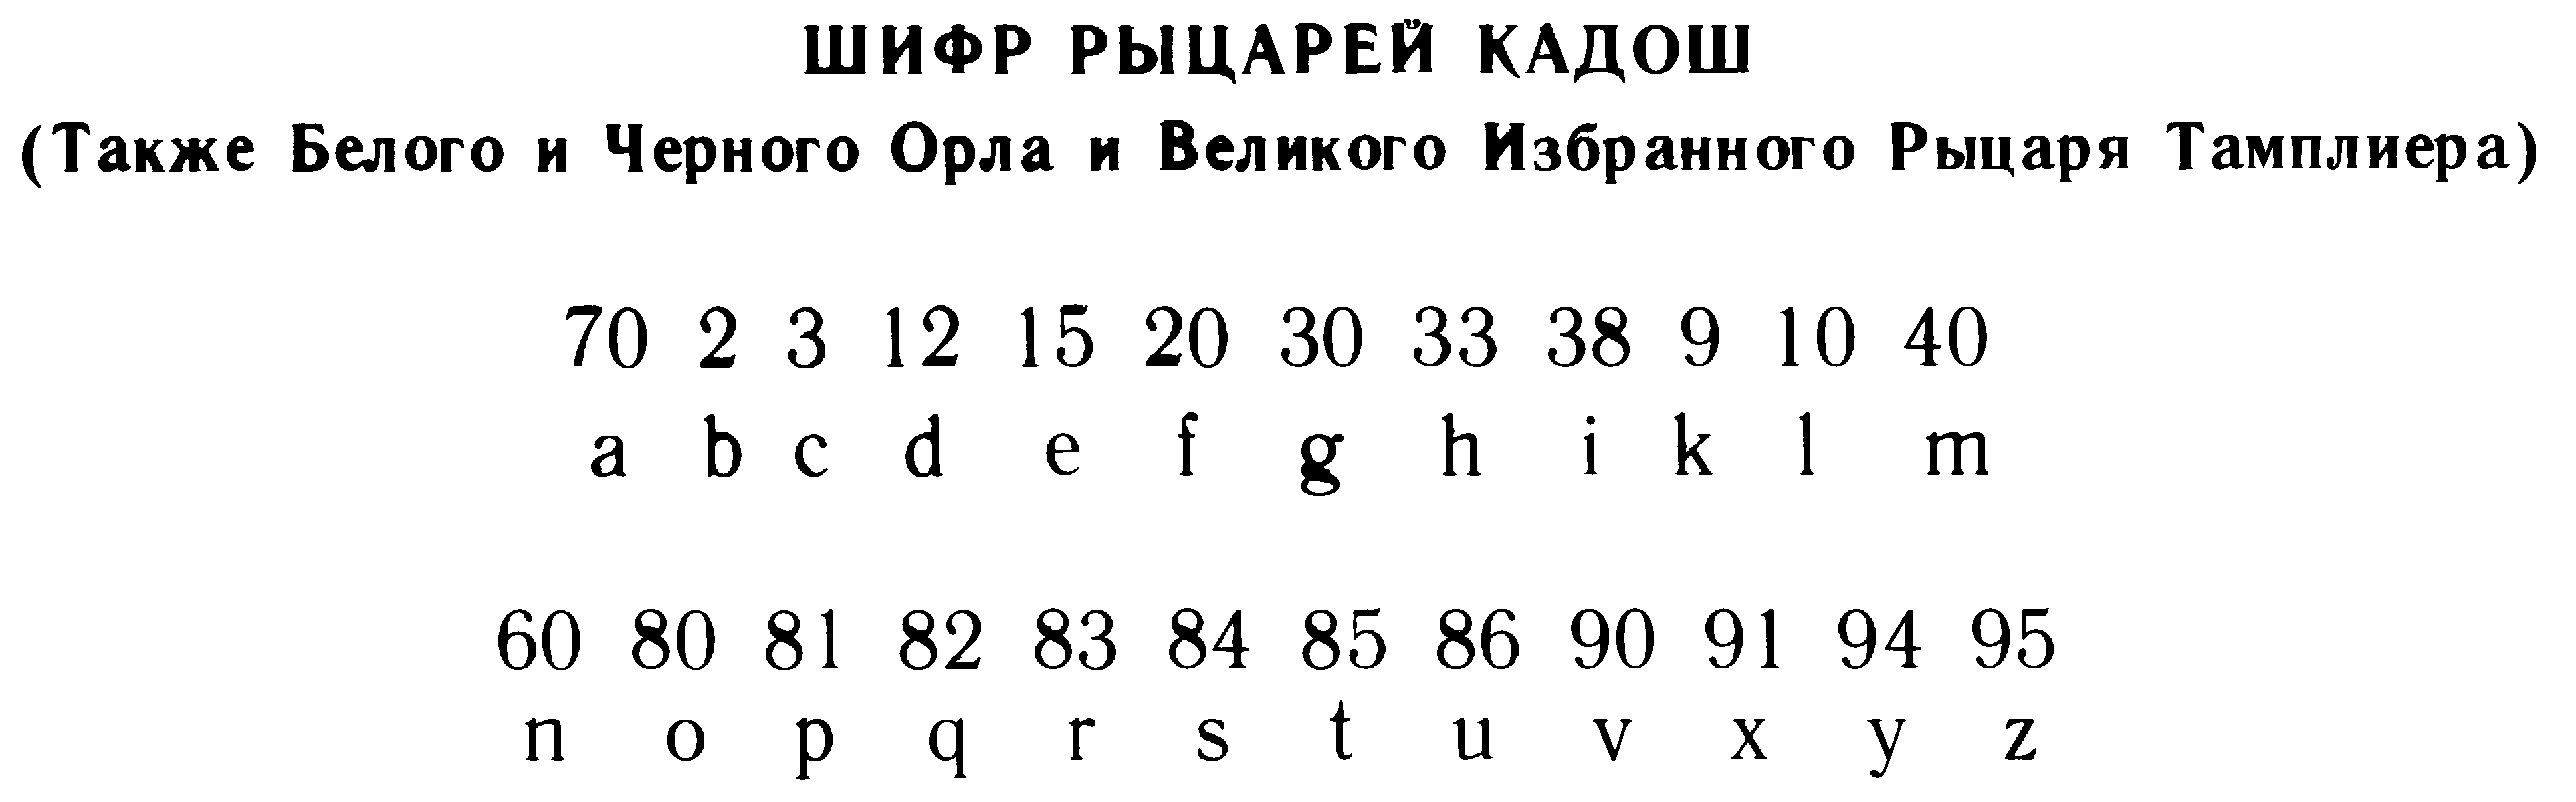 ШИФР РЫЦАРЕЙ КАДОШ
(Также Белого и Черного Орла и Великого Избранного Рыцаря Тамплиера)
70 2 3 12 15 20 30 33 38 9 10 40
a b c d e f g h i k l m
60 80 81 82 83 84 85 86 90 91 94 95
n o p q r s t u v x y z